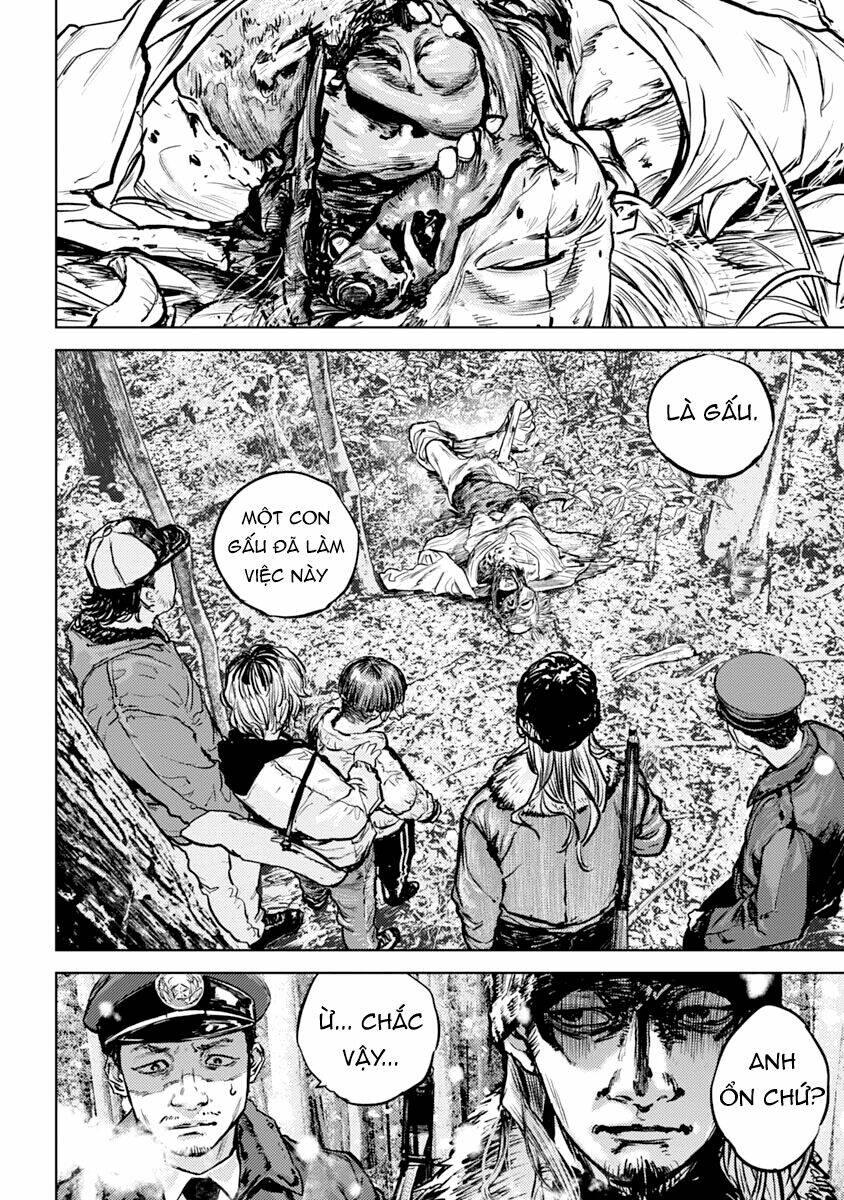 LÀ GẤU.
MỘT CON
GẤU ĐÃ LÀM
VIỆC NÀY
ANH
ỔN CHỨ?
Ừ... CHẮC
VẬY...